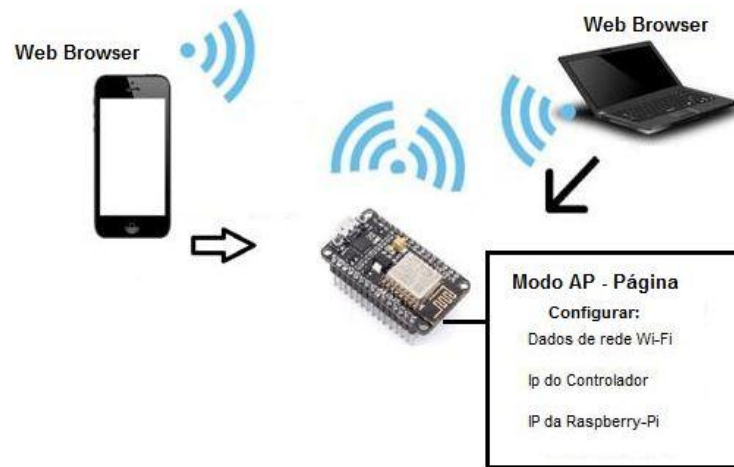 Web Browser
Web Browser
Modo AP - Página
Configurar:
Dados de rede Wi-Fi
Ip do Controlador
IP da Raspberry-Pi